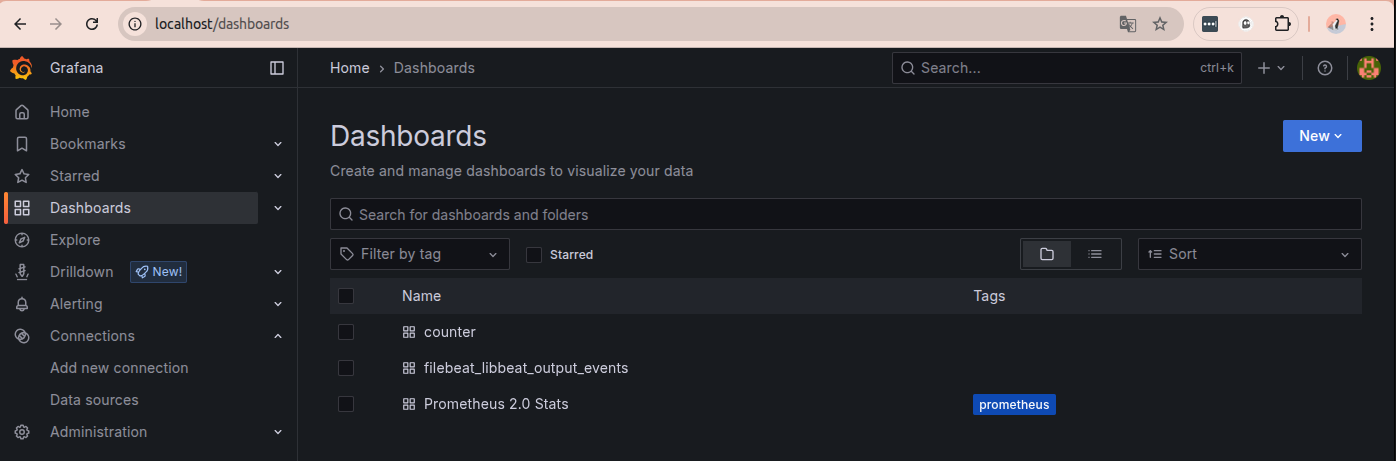 localhost/dashboards
Grafana
Home › Dashboards
Search...
ctrl+k
Home
Bookmarks
Starred
Dashboards
Explore
Drilldown
New!
Alerting
Connections
Add new connection
Data sources
Administration
Dashboards
New
Create and manage dashboards to visualize your data
Search for dashboards and folders
Filter by tag
Starred
Sort
Name Tags
counter
filebeat_libbeat_output_events
Prometheus 2.0 Stats prometheus